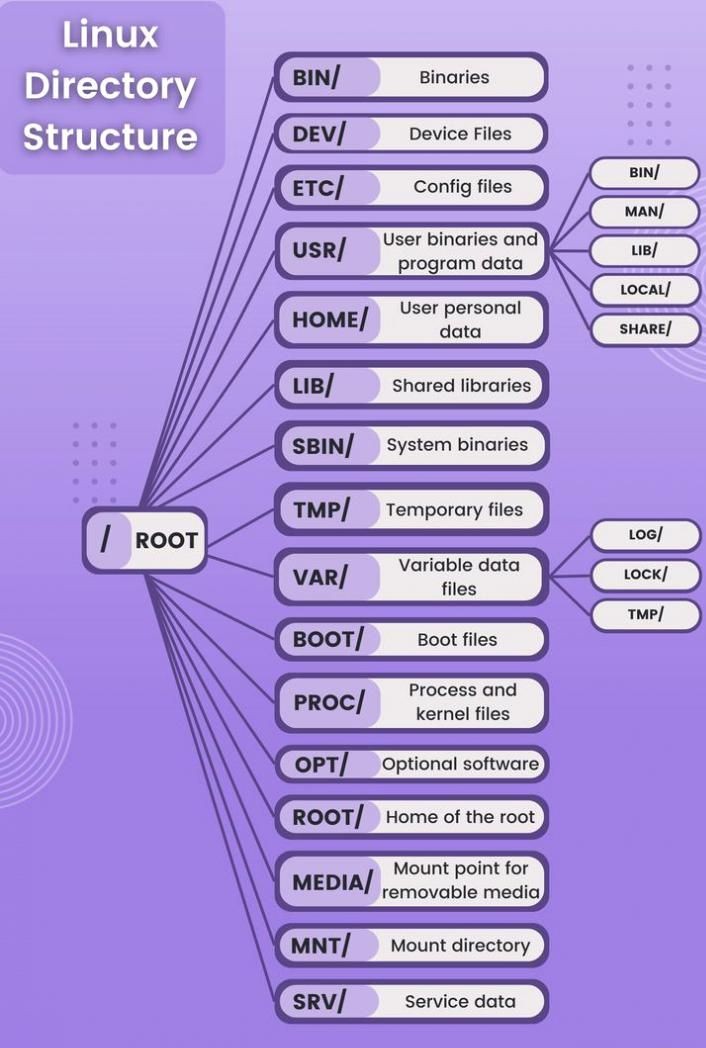 Linux
Directory
Structure
BIN/ Binaries
DEV/ Device Files
ETC/ Config files
USR/ User binaries and
program data
BIN/
MAN/
LIB/
LOCAL/
SHARE/
HOME/ User personal
data
LIB/ Shared libraries
SBIN/ System binaries
TMP/ Temporary files
/ ROOT
VAR/ Variable data
files
LOG/
LOCK/
TMP/
BOOT/ Boot files
PROC/ Process and
kernel files
OPT/ Optional software
ROOT/ Home of the root
MEDIA/ Mount point for
removable media
MNT/ Mount directory
SRV/ Service data